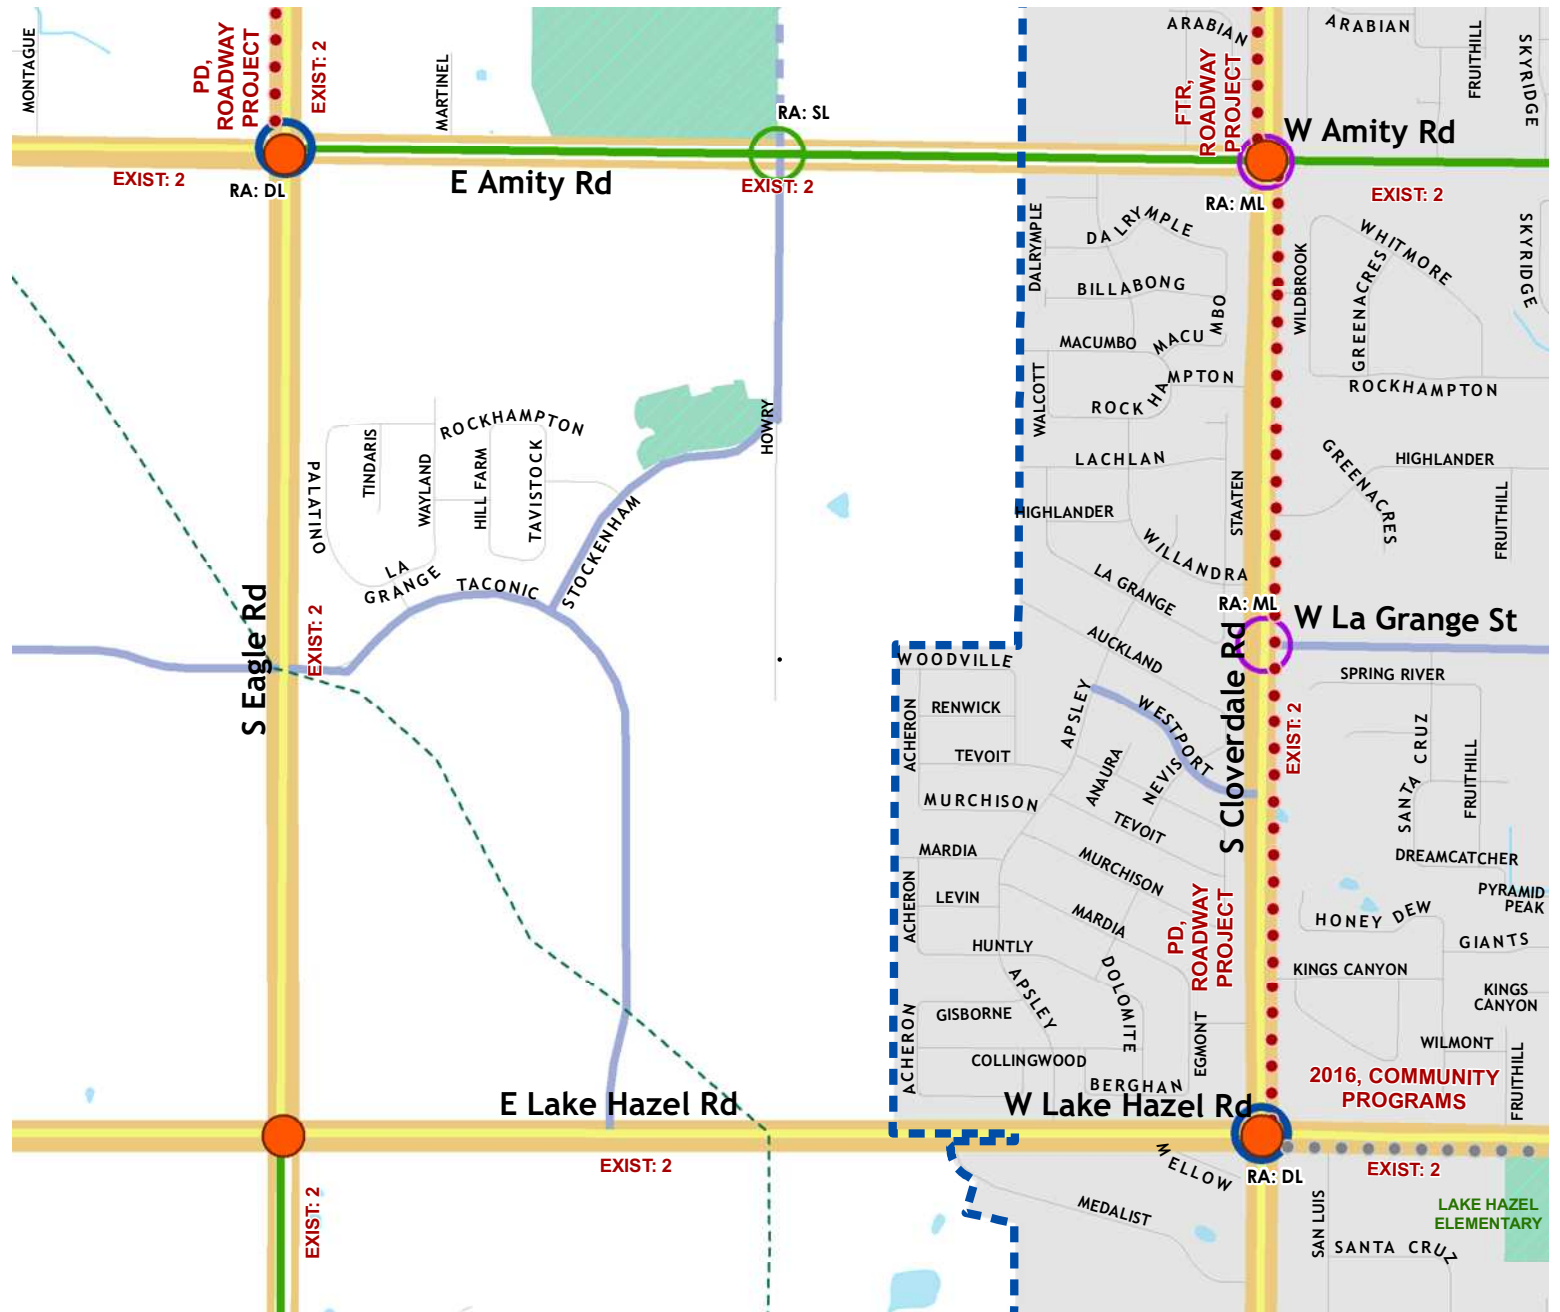 MONTAGUE
PD,
ROADWAY
PROJECT
EXIST: 2
MARTINEL
RA: SL
ARABIAN
FTR,
ROADWAY
PROJECT
ARABIAN
FRUITHILL
SKYRIDGE
W Amity Rd
EXIST: 2
RA: DL
E Amity Rd
EXIST: 2
RA: ML
EXIST: 2
DALRYMPLE
DALRYMPLE
BILLABONG
MACUMBO
MACUMBO
WALCOTT
ROCKHAMPTON
LACHLAN
HIGHLANDER
STAATEN
WILLANDRA
WILDBROOK
WHITMORE
GREENACRES
SKYRIDGE
ROCKHAMPTON
GREENACRES
HIGHLANDER
FRUITHILL
HOWRY
ROCKHAMPTON
PALATINO
TINDARIS
WAYLAND
HILL FARM
TAVISTOCK
LA
GRANGE
TACONIC
STOCKENHAM
S Eagle Rd
EXIST: 2
LA GRANGE
RA: ML
W La Grange St
S Cloverdale Rd
AUCKLAND
WOODVILLE
RENWICK
ACHERON
TEVOIT
MURCHISON
APSLEY
WESTPORT
ANAURA
NEVIS
TEVOIT
MURCHISON
MARDIA
EXIST: 2
SPRING RIVER
SANTA CRUZ
FRUITHILL
DREAMCATCHER
PYRAMID
PEAK
MARDIA
LEVIN
ACHERON
HUNTLY
APSLEY
DOLOMITE
PD,
ROADWAY
PROJECT
HONEY DEW
GIANTS
KINGS CANYON
KINGS
CANYON
GISBORNE
ACHERON
COLLINGWOOD
BERGHAN
EGMONT
WILMONT
FRUITHILL
2016, COMMUNITY
PROGRAMS
E Lake Hazel Rd
W Lake Hazel Rd
EXIST: 2
EXIST: 2
EXIST: 2
RA: DL
MELLOW
MEDALIST
SAN LUIS
SANTA CRUZ
LAKE HAZEL
ELEMENTARY